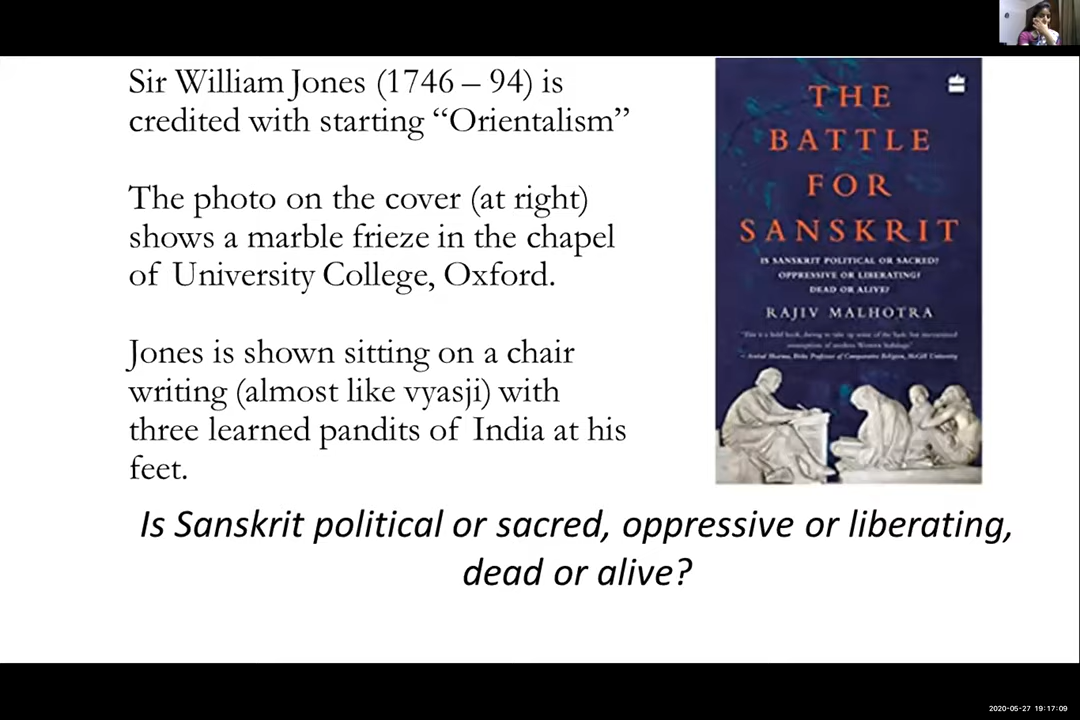 Sir William Jones (1746 – 94) is
credited with starting “Orientalism”
The photo on the cover (at right)
shows a marble frieze in the chapel
of University College, Oxford.
Jones is shown sitting on a chair
writing (almost like vyasji) with
three learned pandits of India at his
feet.
THE
BATTLE
FOR
SANSKRIT
IS SANSKRIT POLITICAL OR SACRED?
OPPRESSIVE OR LIBERATING?
DEAD OR ALIVE?
RAJIV MALHOTRA
Is Sanskrit political or sacred, oppressive or liberating,
dead or alive?
2020-05-27 19:17:09